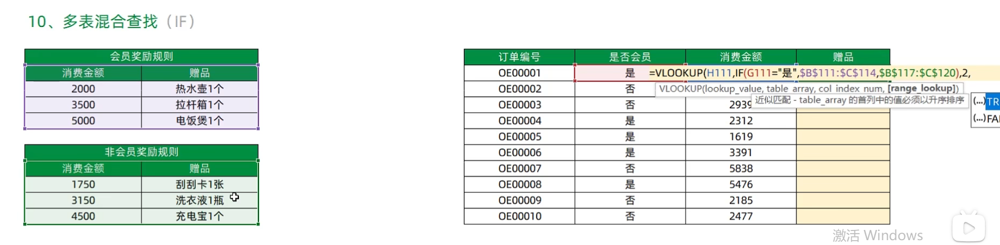 10、多表混合查找（IF）
会员奖励规则
消费金额 赠品
2000 热水壶1个
3500 拉杆箱1个
5000 电饭煲1个
非会员奖励规则
消费金额 赠品
1750 刮刮卡1张
3150 洗衣液1瓶
4500 充电宝1个
订单编号 是否会员 消费金额 赠品
OE00001 是 =VLOOKUP(H111,IF(G111="是",$B$111:$C$114,$B$117:$C$120),2,
OE00002 否 VLOOKUP(lookup_value, table_array, col_index_num, [range_lookup])
近似匹配 - table_array 的首列中的值必须以升序排序 (...)TR
OE00003 否 2939
(...)FAL
OE00004 是 2312
OE00005 是 1619
OE00006 是 3391
OE00007 否 5838
OE00008 是 5476
OE00009 否 2185
OE00010 否 2477
激活 Windows